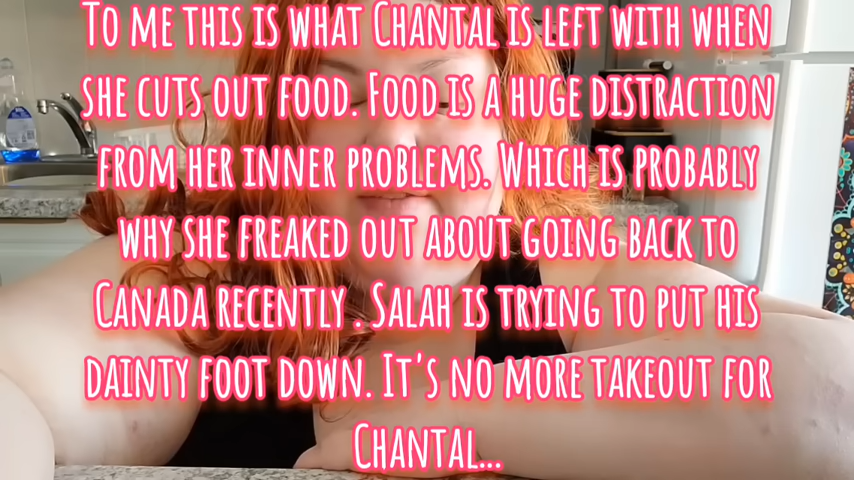 To me this is what Chantal is left with when
she cuts out food. Food is a huge distraction
from her inner problems. Which is probably
why she freaked out about going back to
Canada recently . Salah is trying to put his
dainty foot down. It's no more takeout for
Chantal...